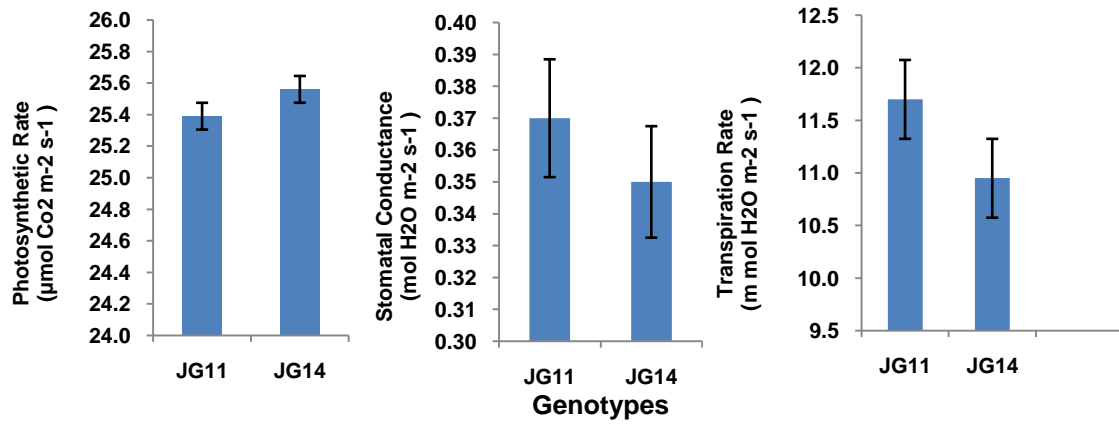 Photosynthetic Rate
(µmol Co2 m-2 s-1 )
26.0
25.8
25.6
25.4
25.2
25.0
24.8
24.6
24.4
24.2
24.0
JG11 JG14
Stomatal Conductance
(mol H2O m-2 s-1 )
0.40
0.39
0.38
0.37
0.36
0.35
0.34
0.33
0.32
0.31
0.30
JG11 JG14
Transpiration Rate
(m mol H2O m-2 s-1 )
12.5
12.0
11.5
11.0
10.5
10.0
9.5
JG11 JG14
Genotypes